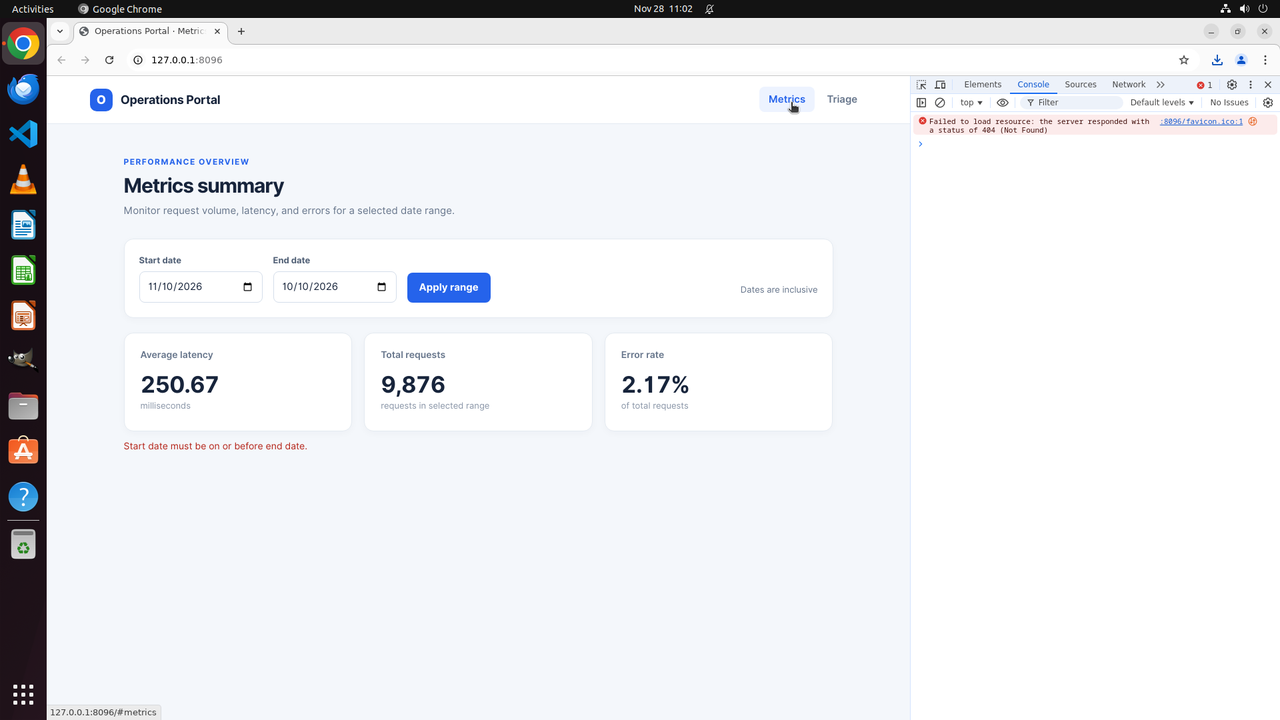 Activities
Google Chrome
Nov 28 11:02
Operations Portal · Metric
127.0.0.1:8096
O
Operations Portal
Metrics
Triage
PERFORMANCE OVERVIEW
Metrics summary
Monitor request volume, latency, and errors for a selected date range.
Start date
End date
11/10/2026
10/10/2026
Apply range
Dates are inclusive
Average latency
250.67
milliseconds
Total requests
9,876
requests in selected range
Error rate
2.17%
of total requests
Start date must be on or before end date.
127.0.0.1:8096/#metrics
Elements
Console
Sources
Network
1
top
Filter
Default levels
No Issues
Failed to load resource: the server responded with :8096/favicon.ico:1
a status of 404 (Not Found)